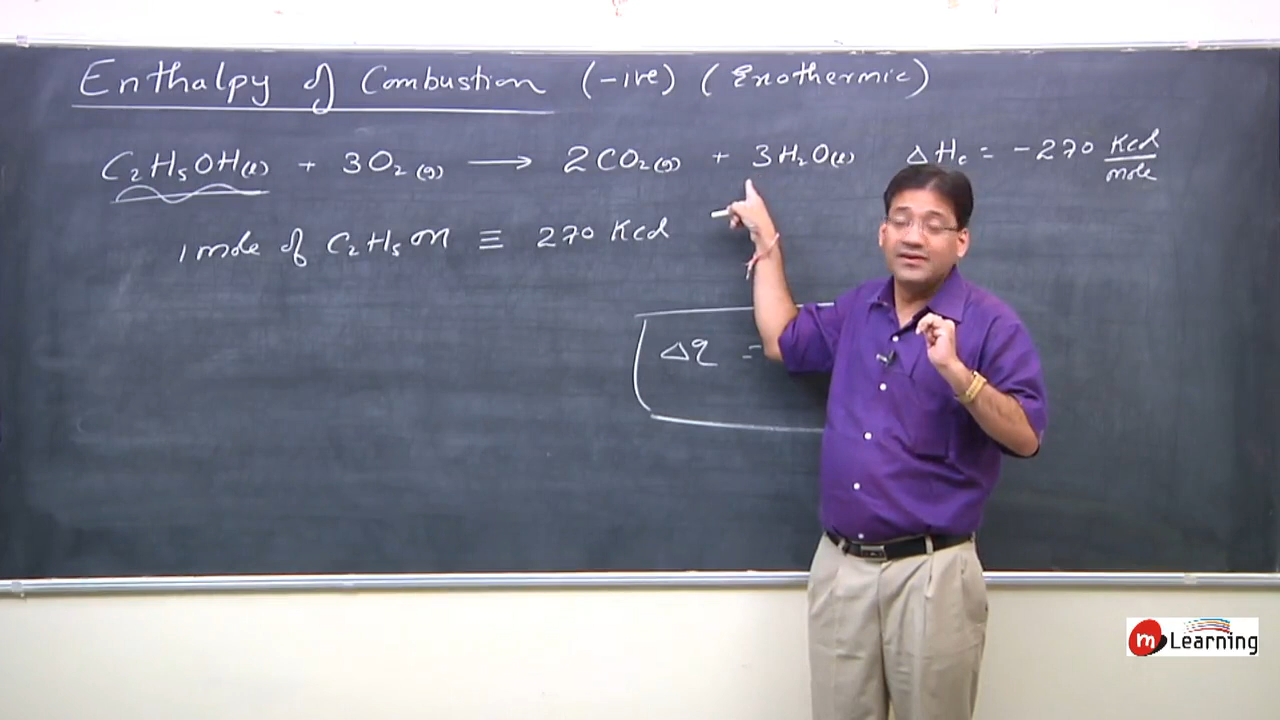 Enthalpy of Combustion (-ive) (Exothermic)
C₂H₅OH(l) + 3O₂(g) ⟶ 2CO₂(g) + 3H₂O(l) ΔHc = -270 Kcal/mole
1 mole of C₂H₅OH ≡ 270 Kcal
Δq =
m Learning